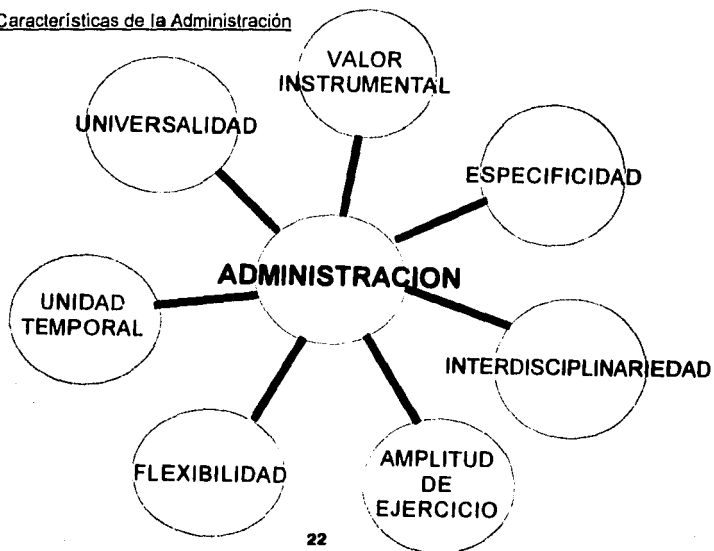 Características de la Administración
VALOR
INSTRUMENTAL
UNIVERSALIDAD
ESPECIFICIDAD
ADMINISTRACION
UNIDAD
TEMPORAL
INTERDISCIPLINARIEDAD
FLEXIBILIDAD
AMPLITUD
DE
EJERCICIO
22